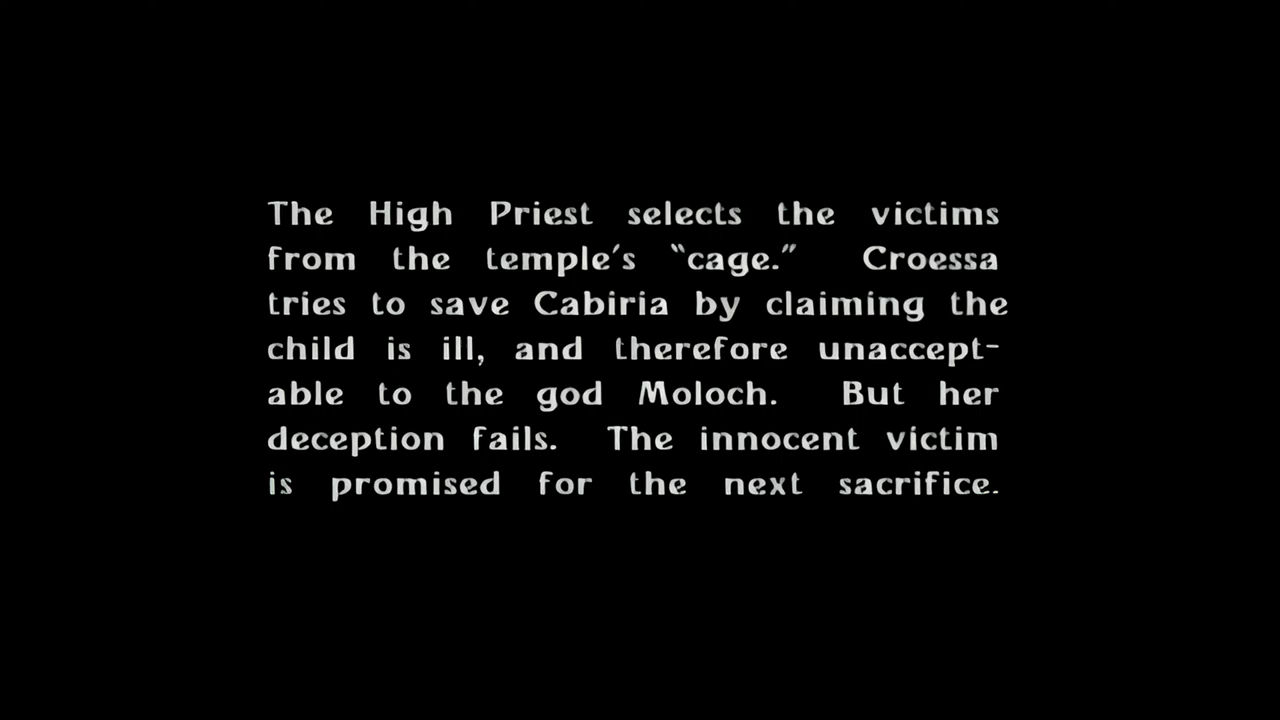 The High Priest selects the victims
from the temple's “cage.” Croessa
tries to save Cabiria by claiming the
child is ill, and therefore unaccept-
able to the god Moloch. But her
deception fails. The innocent victim
is promised for the next sacrifice.